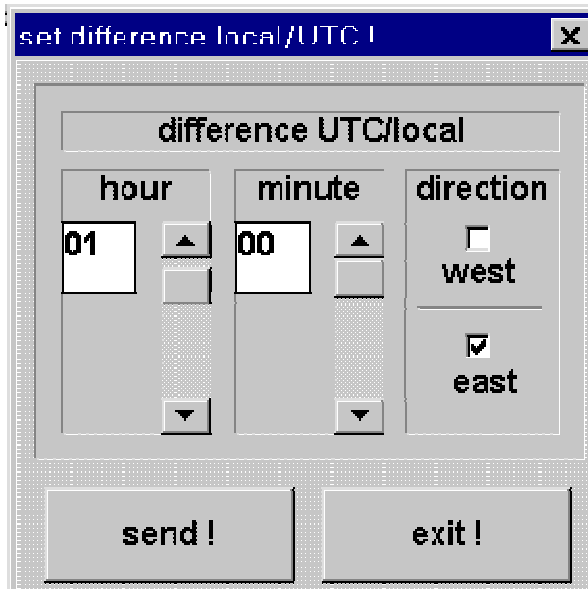 set difference local/UTC !
difference UTC/local
hour
minute
direction
01
00
west
east
send !
exit !